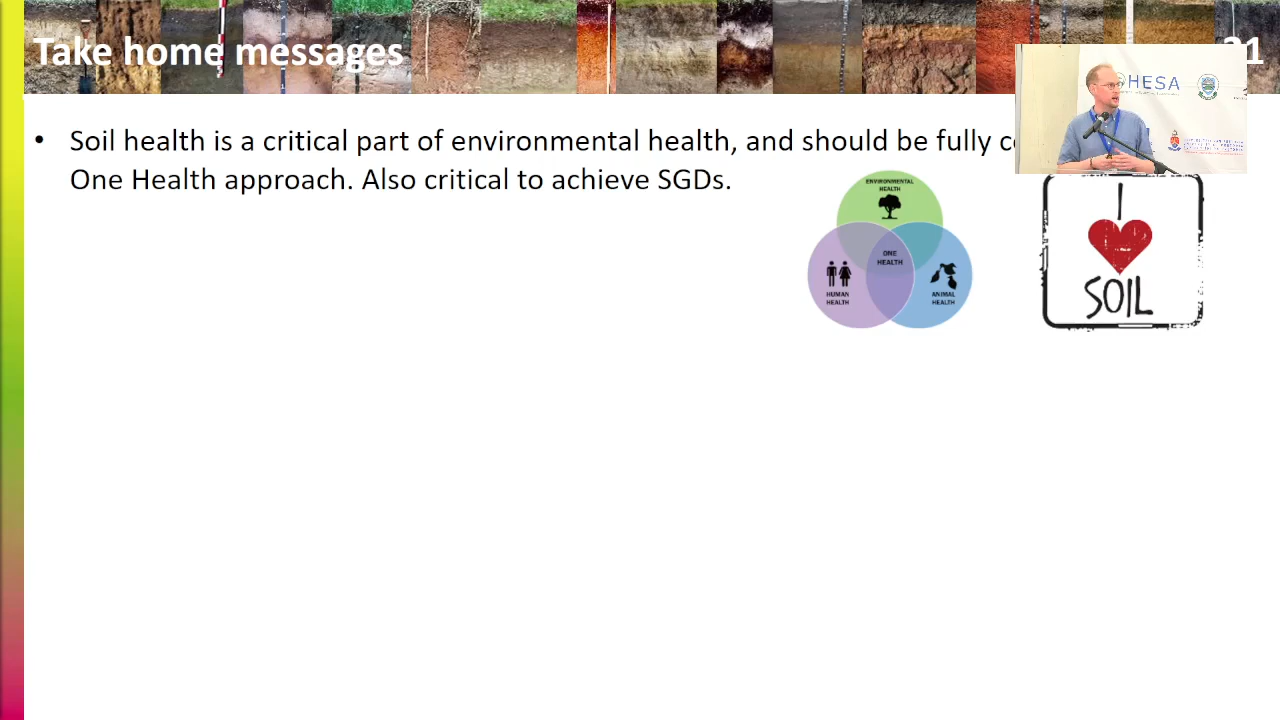 Take home messages
21
HESA
• Soil health is a critical part of environmental health, and should be fully
One Health approach. Also critical to achieve SGDs.
ENVIRONMENTAL
HEALTH
ONE
HEALTH
HUMAN
HEALTH
ANIMAL
HEALTH
I
SOIL